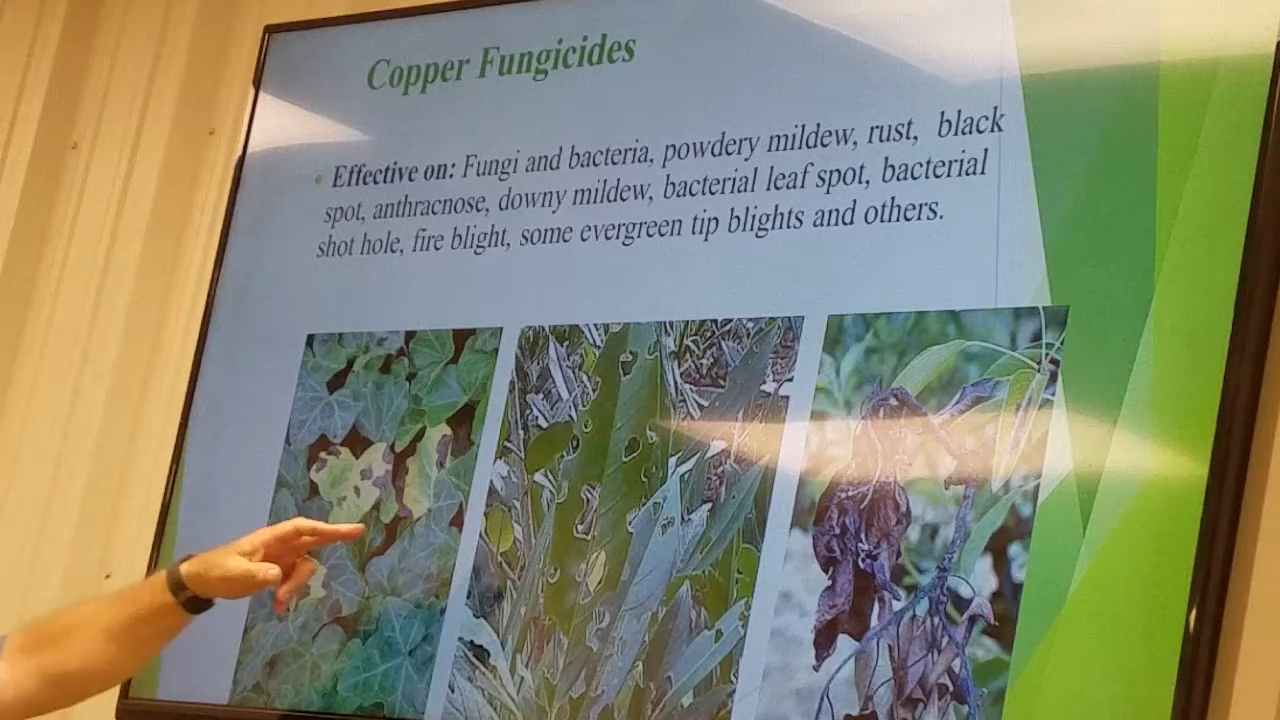 Copper Fungicides
• Effective on: Fungi and bacteria, powdery mildew, rust, black
spot, anthracnose, downy mildew, bacterial leaf spot, bacterial
shot hole, fire blight, some evergreen tip blights and others.